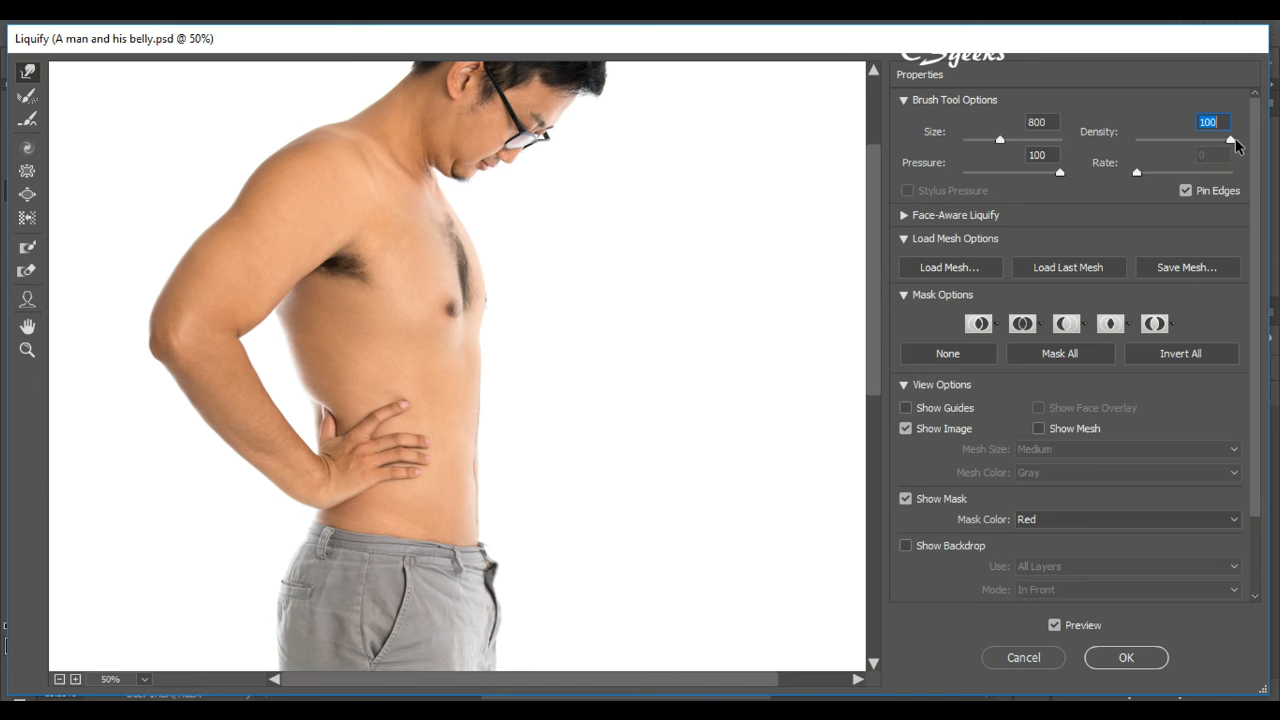 Liquify (A man and his belly.psd @ 50%)
Properties
Brush Tool Options
Size: 800 Density: 100
Pressure: 100 Rate: 0
Stylus Pressure Pin Edges
Face-Aware Liquify
Load Mesh Options
Load Mesh... Load Last Mesh Save Mesh...
Mask Options
None Mask All Invert All
View Options
Show Guides Show Face Overlay
Show Image Show Mesh
Mesh Size: Medium
Mesh Color: Gray
Show Mask
Mask Color: Red
Show Backdrop
Use: All Layers
Mode: In Front
Preview
50% Cancel OK